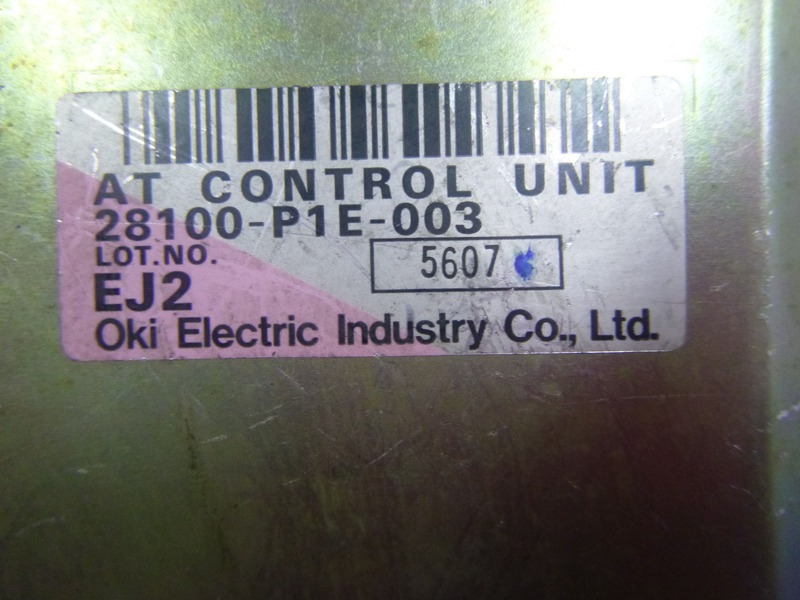 AT CONTROL UNIT
28100-P1E-003
LOT.NO. 5607
EJ2
Oki Electric Industry Co., Ltd.